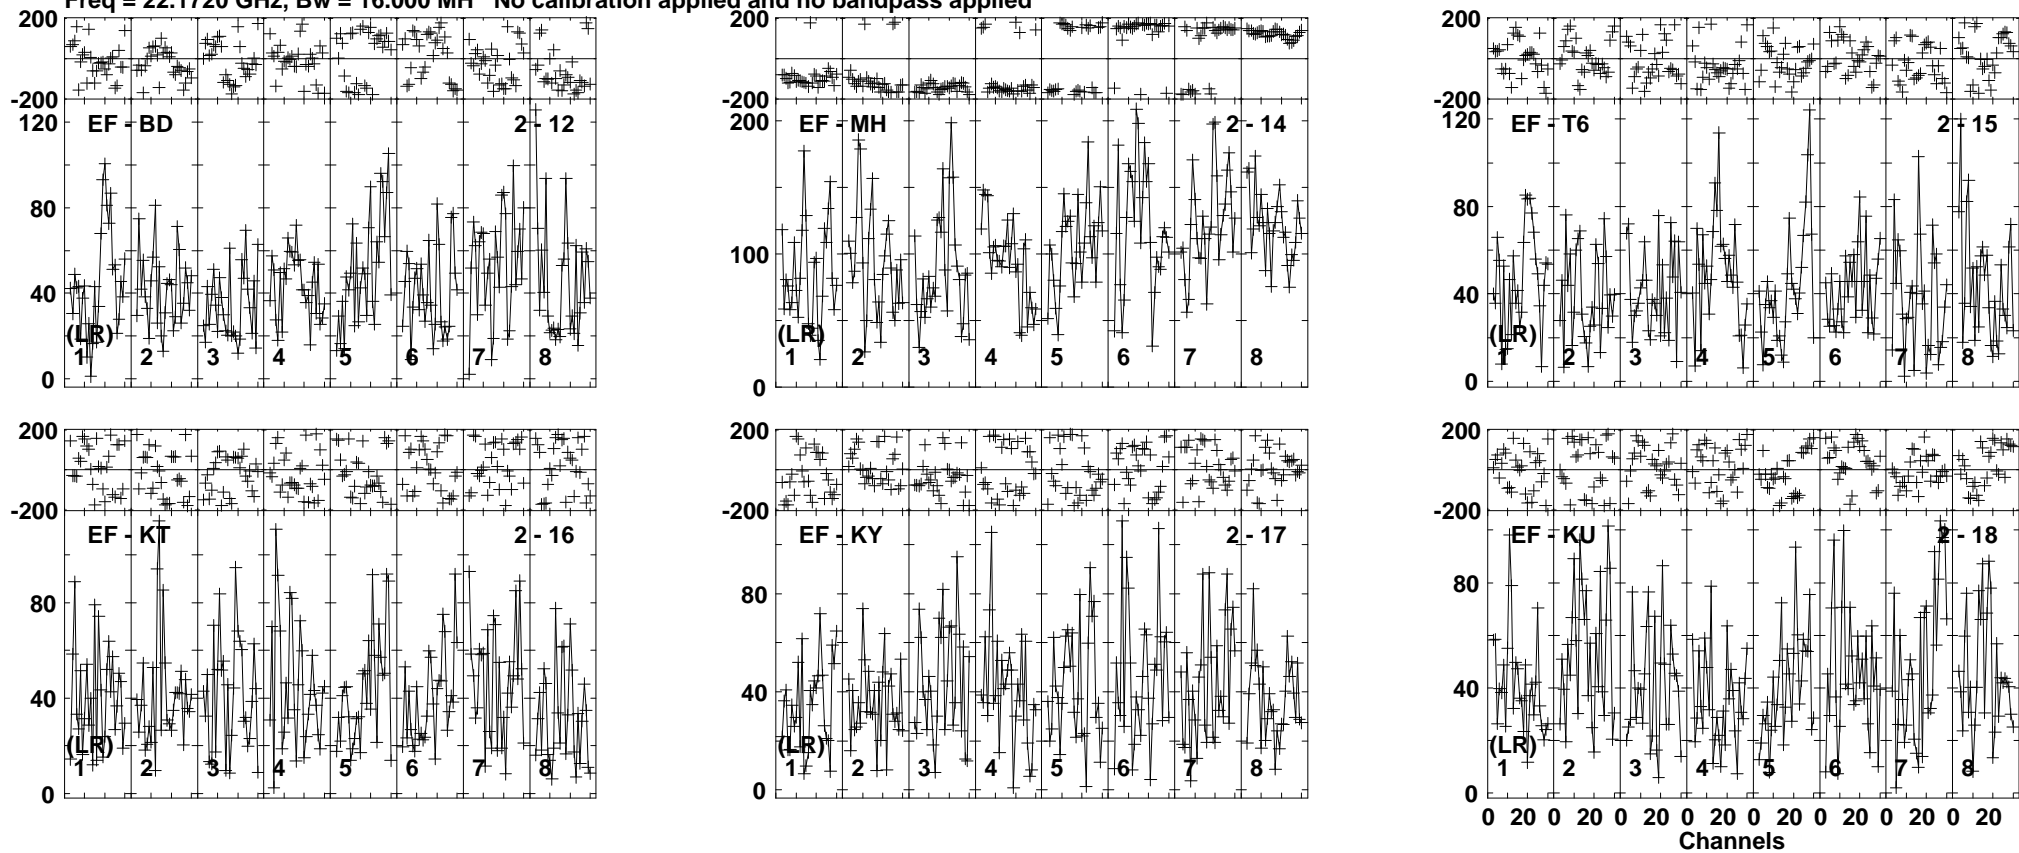 Freq = 22.1720 GHz, Bw = 16.000 MH No calibration applied and no bandpass applied
200 200 200
-200 -200 -200
120 EF - BD 2 - 12 200 EF - MH 2 - 14 120 EF - T6 2 - 15
80 100 80
40 40
(LR) (LR) (LR)
1 2 3 4 5 6 7 8 1 2 3 4 5 6 7 8 1 2 3 4 5 6 7 8
0 0 0
200 200 200
-200 -200 -200
EF - KT 2 - 16 EF - KY 2 - 17 EF - KU 2 - 18
80 80 80
40 40 40
(LR) (LR) (LR)
1 2 3 4 5 6 7 8 1 2 3 4 5 6 7 8 1 2 3 4 5 6 7 8
0 0 0
0 20 0 20 0 20 0 20 0 20 0 20 0 20 0 20
Channels